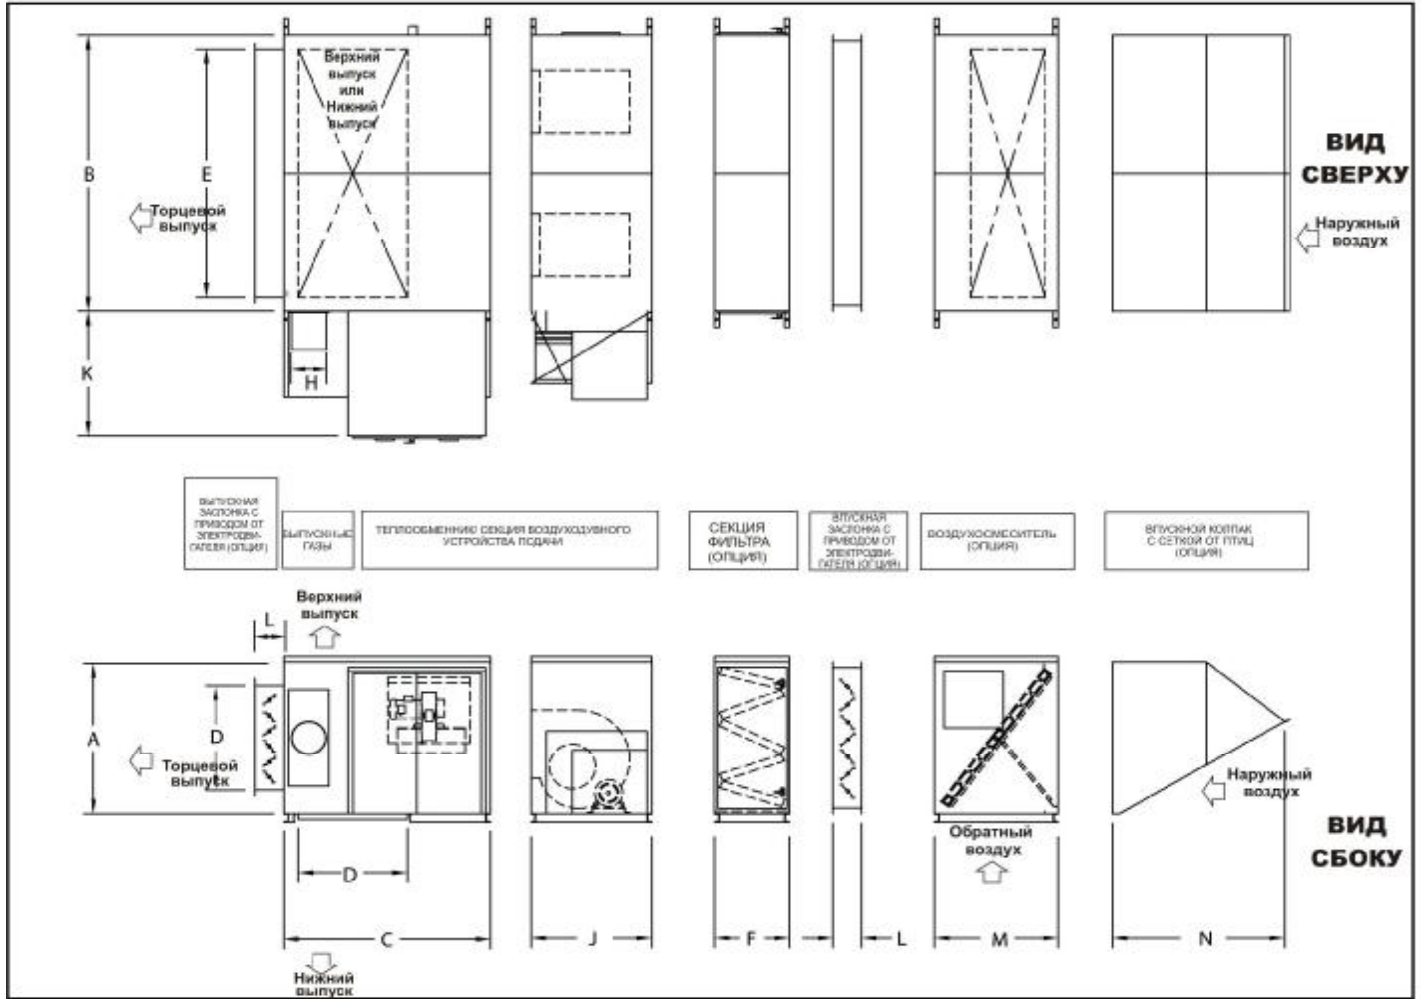 Верхний
выпуск
или
Нижний
выпуск
B
E
ВИД
СВЕРХУ
Торцевой
выпуск
Наружный
воздух
K
H
ВЫПУСКНАЯ
ЗАСЛОНКА С
ПРИВОДОМ ОТ
ЭЛЕКТРОДВИ-
ГАТЕЛЯ (ОПЦИЯ)
ВЫПУСКНЫЕ
ГАЗЫ
ТЕПЛООБМЕННИК/ СЕКЦИЯ ВОЗДУХОДУВНОГО
УСТРОЙСТВА ПОДАЧИ
СЕКЦИЯ
ФИЛЬТРА
(ОПЦИЯ)
ВПУСКНАЯ
ЗАСЛОНКА С
ПРИВОДОМ ОТ
ЭЛЕКТРОДВИ-
ГАТЕЛЯ (ОПЦИЯ)
ВОЗДУХОСМЕСИТЕЛЬ
(ОПЦИЯ)
ВПУСКНОЙ КОЛПАК
С СЕТКОЙ ОТ ПТИЦ
(ОПЦИЯ)
Верхний
выпуск
L
A
D
Торцевой
выпуск
Наружный
воздух
Обратный
воздух
ВИД
СБОКУ
D
C
J
F
L
M
N
Нижний
выпуск